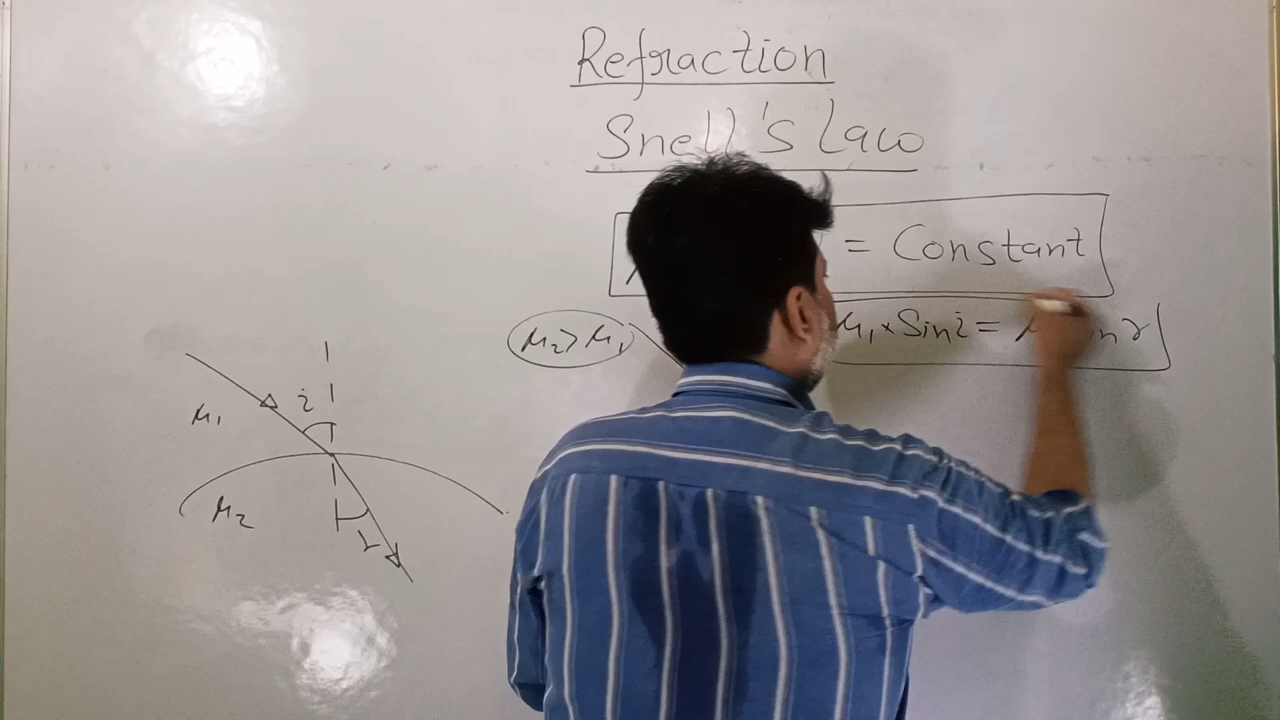 Refraction
Snell's Law
= Constant
μ₂ > μ₁
μ₁ × Sin i =
r
i
μ₁
μ₂
r